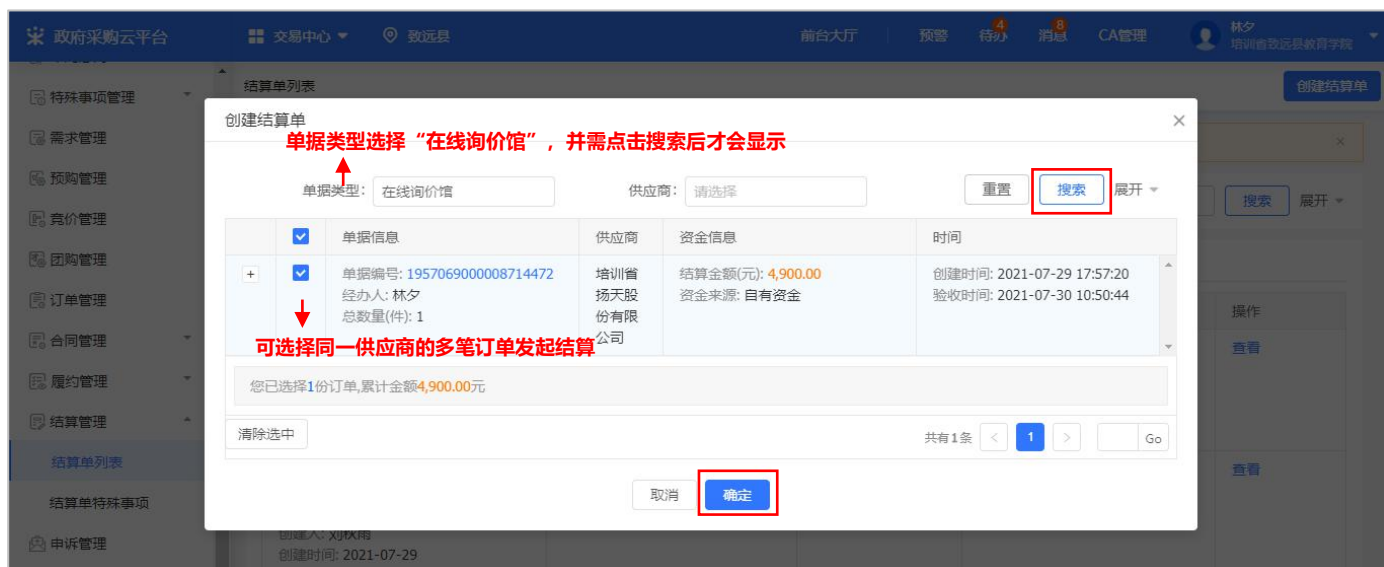 政府采购云平台
交易中心
致远县
前台大厅
预警
待办
4
消息
8
CA管理
林夕
培训省致远县教育学院
特殊事项管理
需求管理
预购管理
竞价管理
团购管理
订单管理
合同管理
履约管理
结算管理
结算单列表
结算单特殊事项
申诉管理
结算单列表
创建结算单
搜索 展开
操作
查看
查看
创建结算单
单据类型选择“在线询价馆”，并需点击搜索后才会显示
单据类型: 在线询价馆 供应商: 请选择 重置 搜索 展开
单据信息 供应商 资金信息 时间
+
单据编号: 1957069000008714472
经办人: 林夕
总数量(件): 1
培训省
扬天股
份有限
公司
结算金额(元): 4,900.00
资金来源: 自有资金
创建时间: 2021-07-29 17:57:20
验收时间: 2021-07-30 10:50:44
可选择同一供应商的多笔订单发起结算
您已选择1份订单,累计金额4,900.00元
清除选中
共有1条 < 1 > Go
取消 确定
创建人: 刘秋雨
创建时间: 2021-07-29